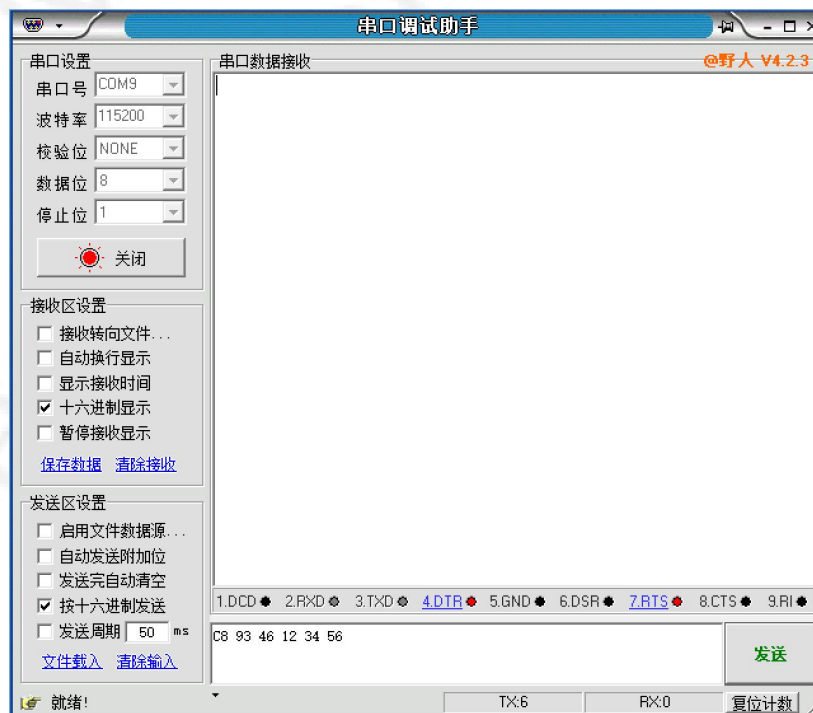 串口调试助手
串口设置
串口号 COM9
波特率 115200
校验位 NONE
数据位 8
停止位 1
关闭
接收区设置
接收转向文件...
自动换行显示
显示接收时间
十六进制显示
暂停接收显示
保存数据 清除接收
发送区设置
启用文件数据源...
自动发送附加位
发送完自动清空
按十六进制发送
发送周期 50 ms
文件载入 清除输入
串口数据接收
@野人 V4.2.3
1.DCD 2.RXD 3.TXD 4.DTR 5.GND 6.DSR 7.RTS 8.CTS 9.RI
C8 93 46 12 34 56
发送
就绪! TX:6 RX:0 复位计数